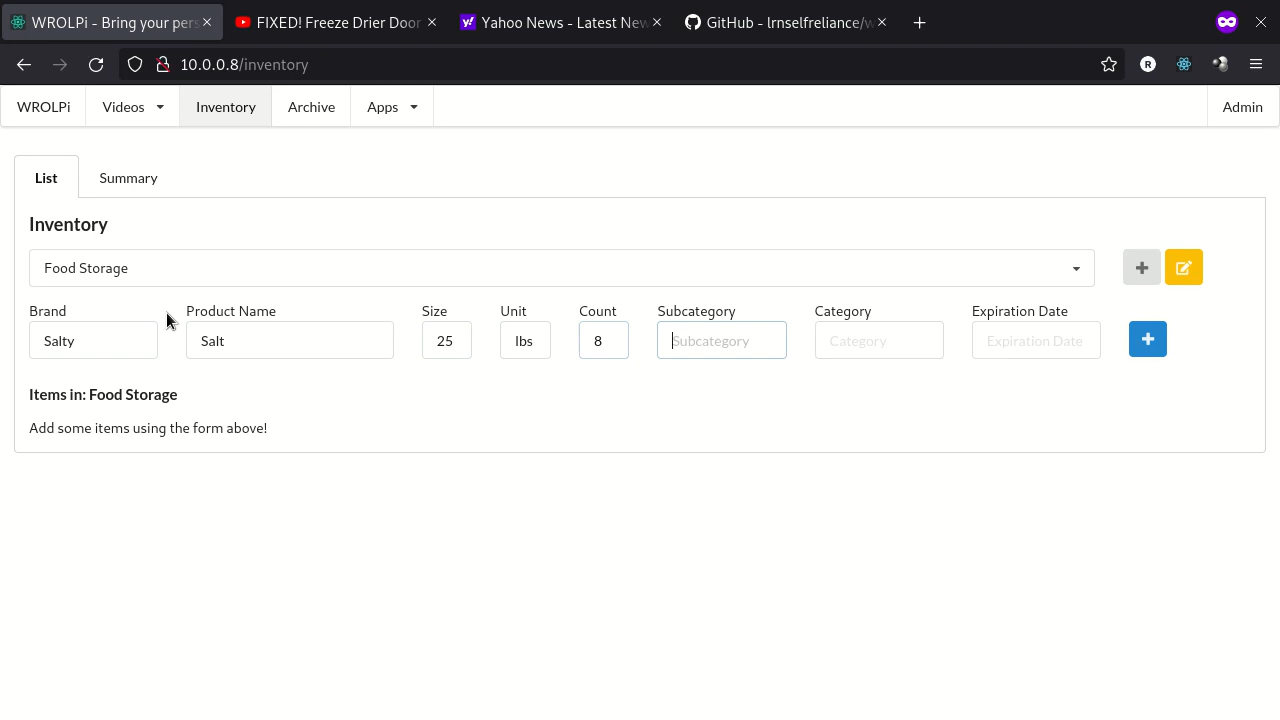 WROLPi - Bring your pers
FIXED! Freeze Drier Door
Yahoo News - Latest New
GitHub - lrnselfreliance/w
10.0.0.8/inventory
WROLPi Videos Inventory Archive Apps Admin
List Summary
Inventory
Food Storage
Brand Product Name Size Unit Count Subcategory Category Expiration Date
Salty Salt 25 lbs 8 Subcategory Category Expiration Date
Items in: Food Storage
Add some items using the form above!